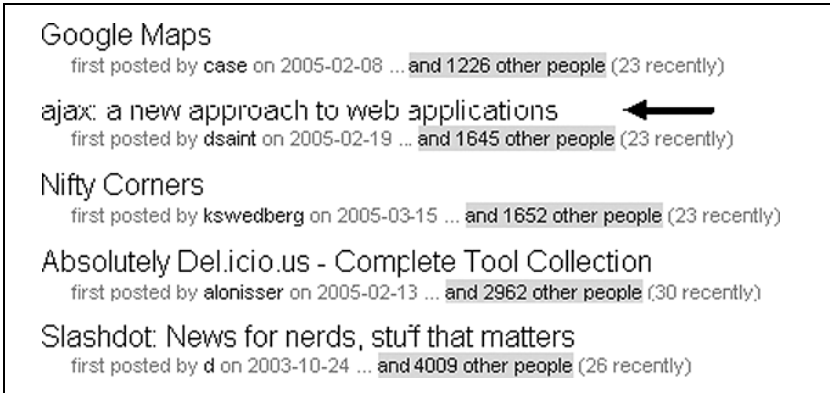 Google Maps
first posted by case on 2005-02-08 ... and 1226 other people (23 recently)
ajax: a new approach to web applications
first posted by dsaint on 2005-02-19 ... and 1645 other people (23 recently)
Nifty Corners
first posted by kswedberg on 2005-03-15 ... and 1652 other people (23 recently)
Absolutely Del.icio.us - Complete Tool Collection
first posted by alonisser on 2005-02-13 ... and 2962 other people (30 recently)
Slashdot: News for nerds, stuff that matters
first posted by d on 2003-10-24 ... and 4009 other people (26 recently)